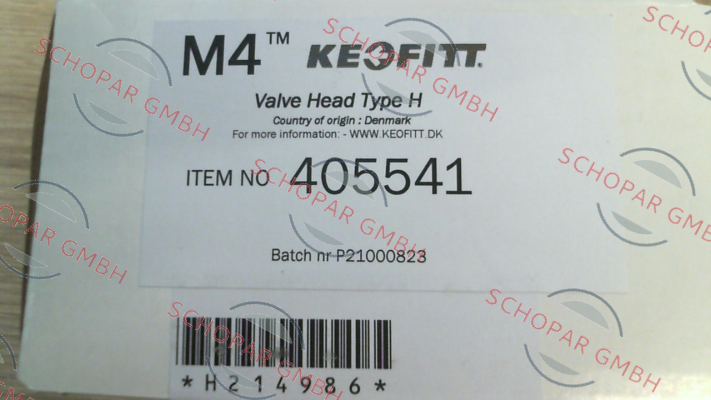 M4™ KEOFITT®
Valve Head Type H
Country of origin : Denmark
For more information: - WWW.KEOFITT.DK
ITEM NO 405541
Batch nr P21000823
*H214986*
SCHOPAR GMBH
SCHOPAR GMBH
SCHOPAR GMBH
SCHOPAR GMBH
SCHOPAR GMBH
SCHOPAR GMBH
SCHOPAR GMBH
SCHOPAR GMBH